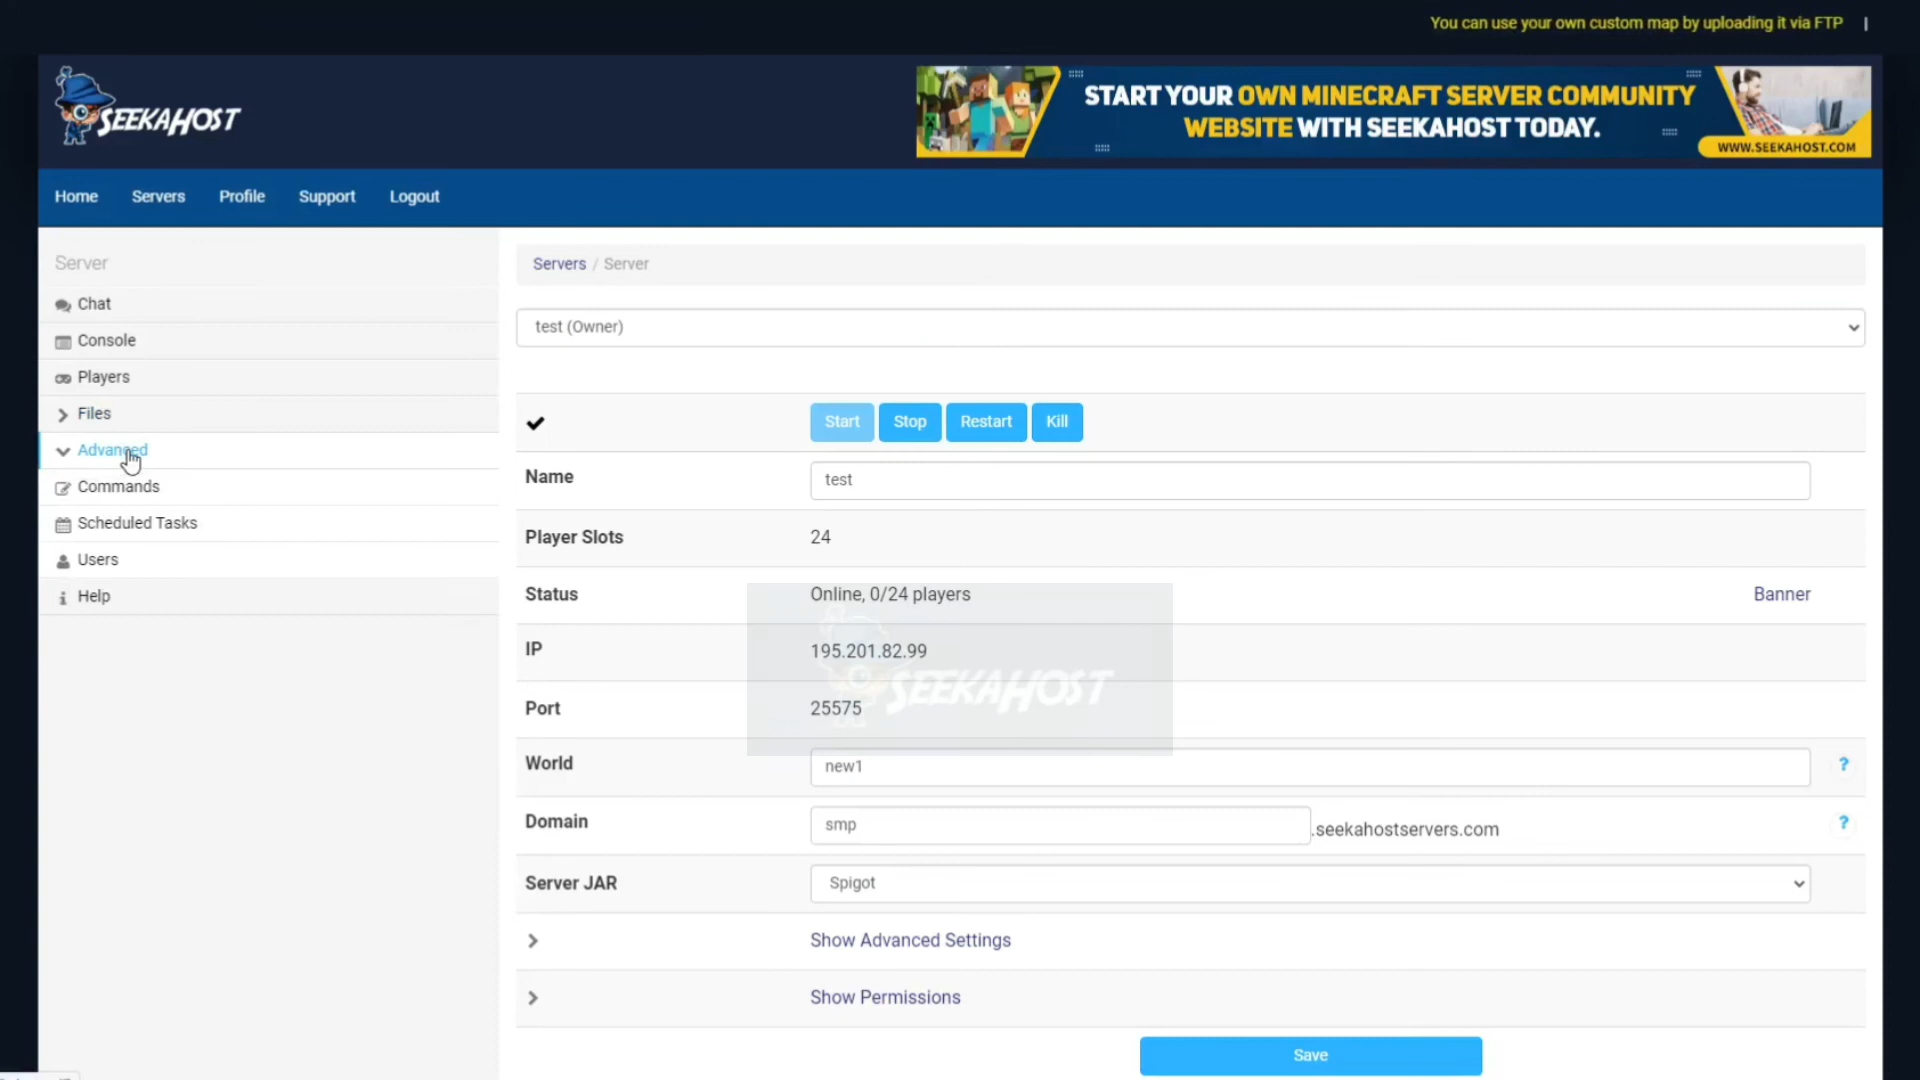 You can use your own custom map by uploading it via FTP |
SEEKAHOST
START YOUR OWN MINECRAFT SERVER COMMUNITY
WEBSITE WITH SEEKAHOST TODAY.
WWW.SEEKAHOST.COM
Home Servers Profile Support Logout
Server
Chat
Console
Players
Files
Advanced
Commands
Scheduled Tasks
Users
Help
Servers / Server
test (Owner)
Start Stop Restart Kill
Name test
Player Slots 24
Status Online, 0/24 players Banner
IP 195.201.82.99
SEEKAHOST
Port 25575
World new1 ?
Domain smp .seekahostservers.com ?
Server JAR Spigot
Show Advanced Settings
Show Permissions
Save